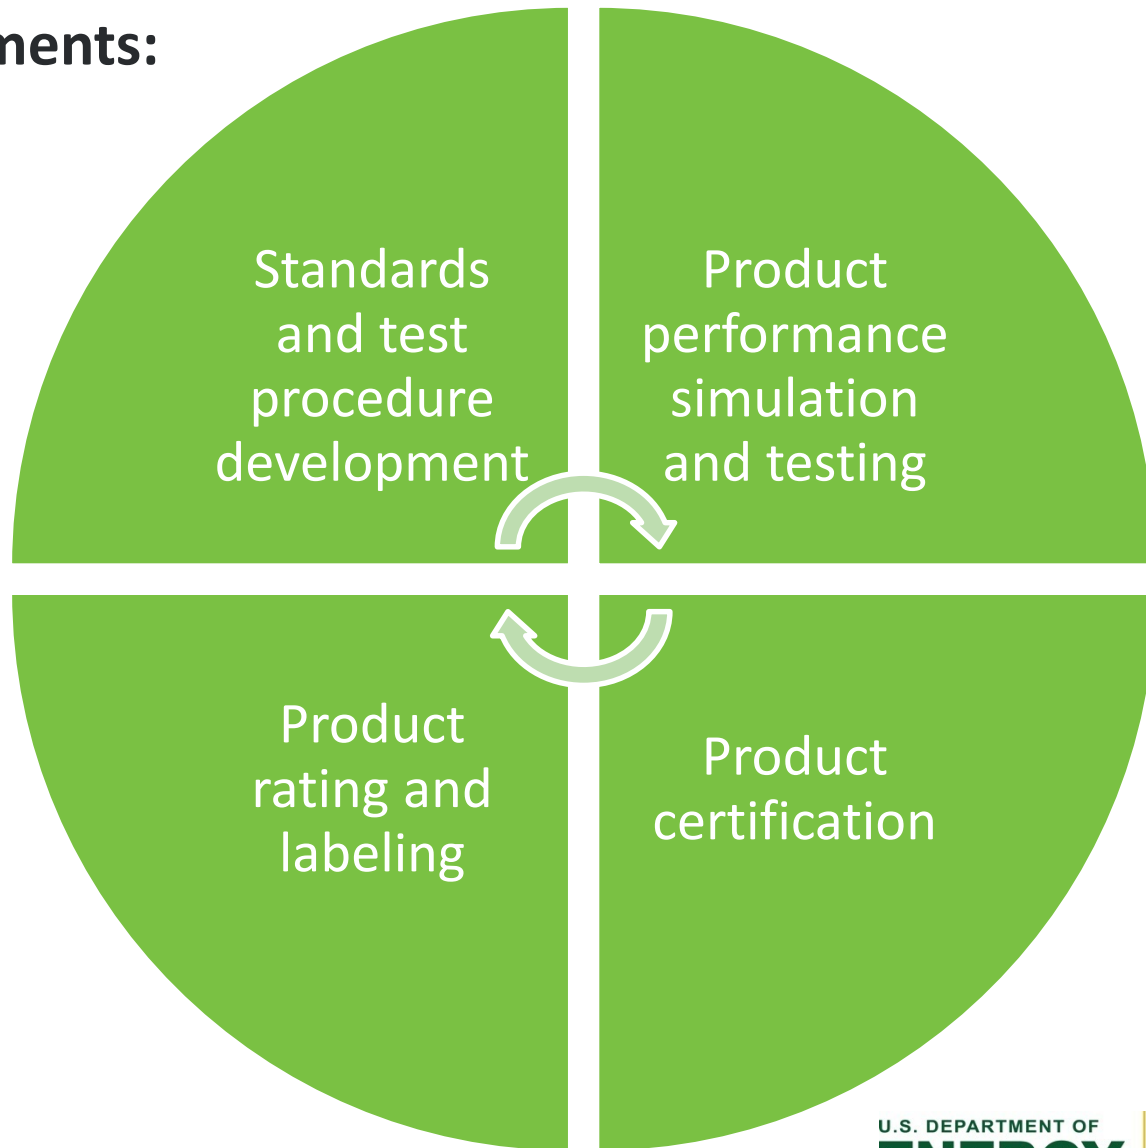 ments:
Standards
and test
procedure
development
Product
performance
simulation
and testing
Product
rating and
labeling
Product
certification
U.S. DEPARTMENT OF
ENERGY